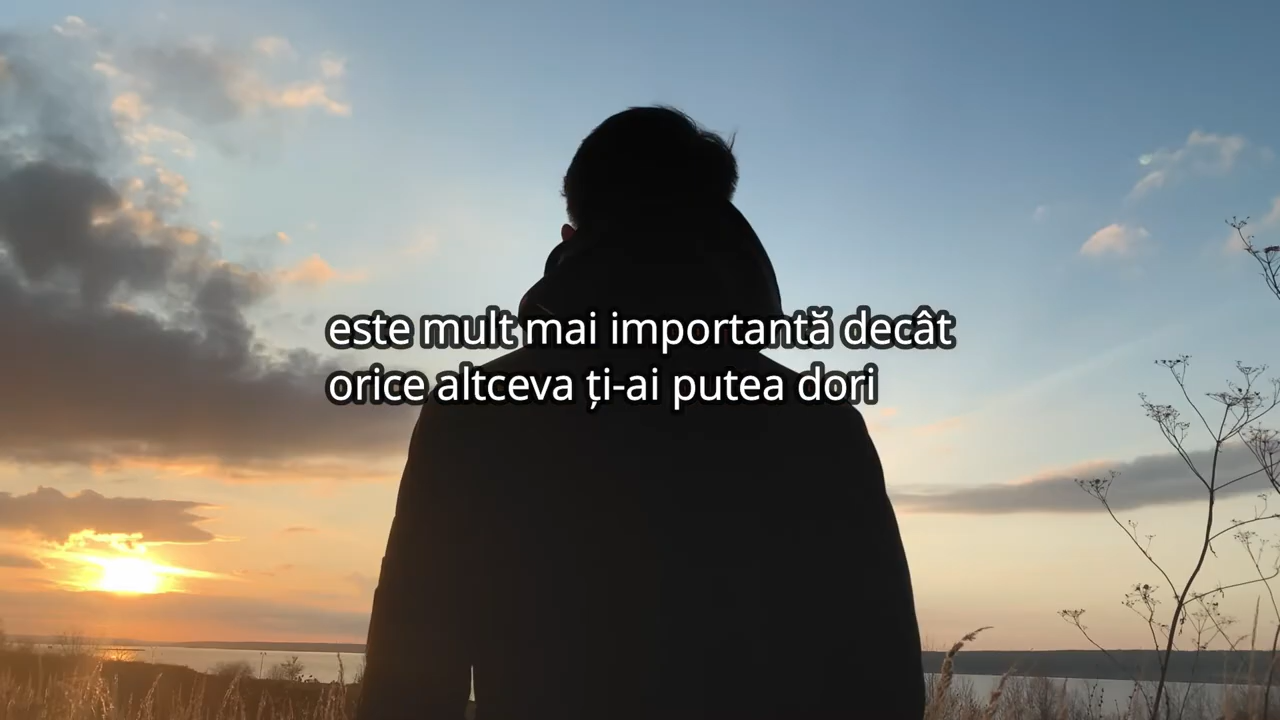 este mult mai importantă decât
orice altceva ți-ai putea dori